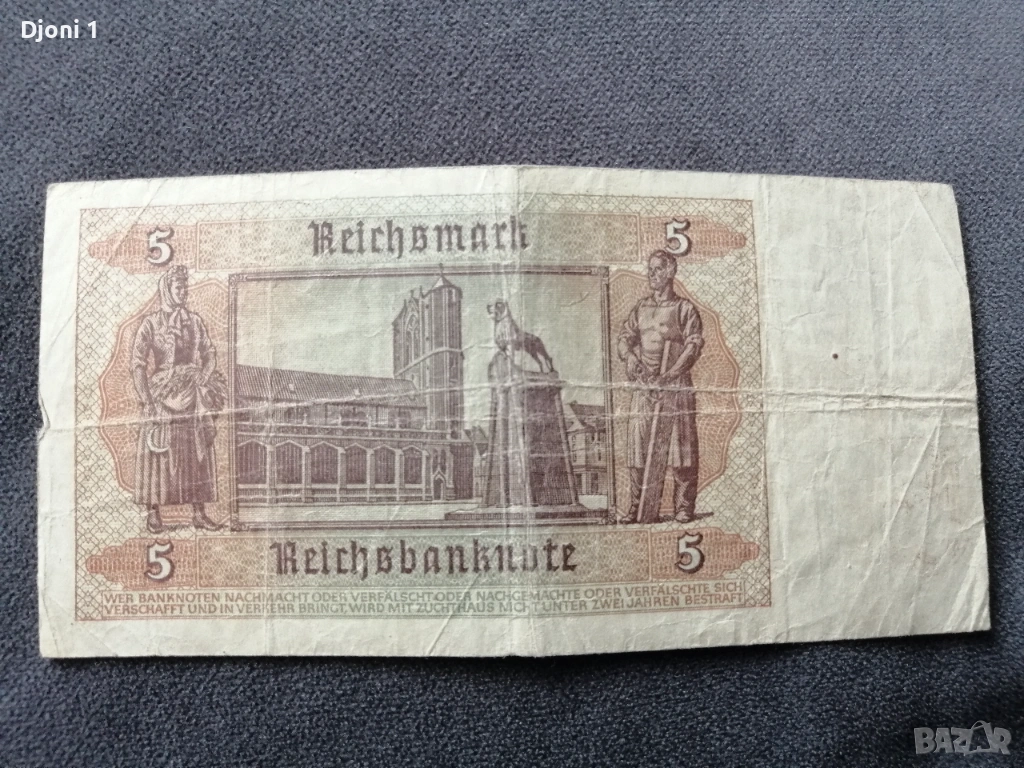 Djoni 1
5 Reichsmark 5
5 Reichsbanknote 5
WER BANKNOTEN NACHMACHT ODER VERFÄLSCHT ODER NACHGEMACHTE ODER VERFÄLSCHTE SICH
VERSCHAFFT UND IN VERKEHR BRINGT, WIRD MIT ZUCHTHAUS NICHT UNTER ZWEI JAHREN BESTRAFT
BAZAR